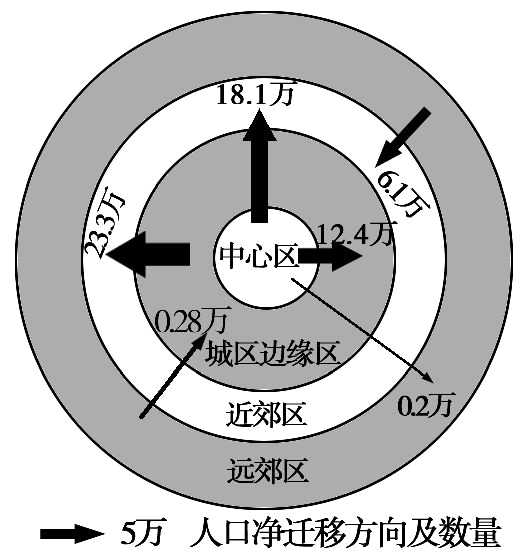 18.1万
6.1万
23.3万
12.4万
中心区
0.28万
城区边缘区
0.2万
近郊区
远郊区
5万 人口净迁移方向及数量